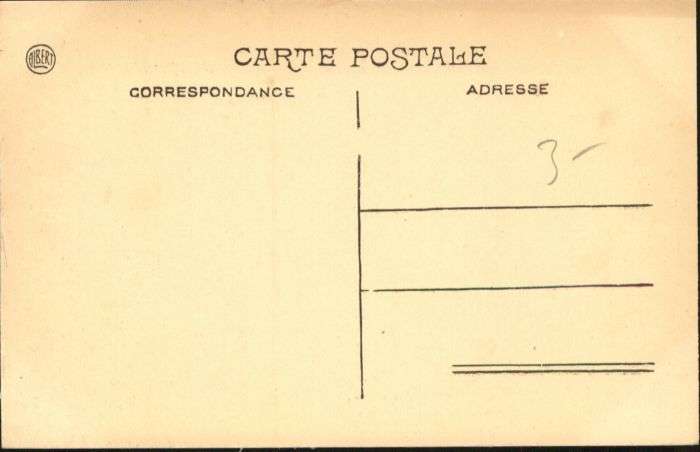 ALBERT
CARTE POSTALE
CORRESPONDANCE
ADRESSE
3-